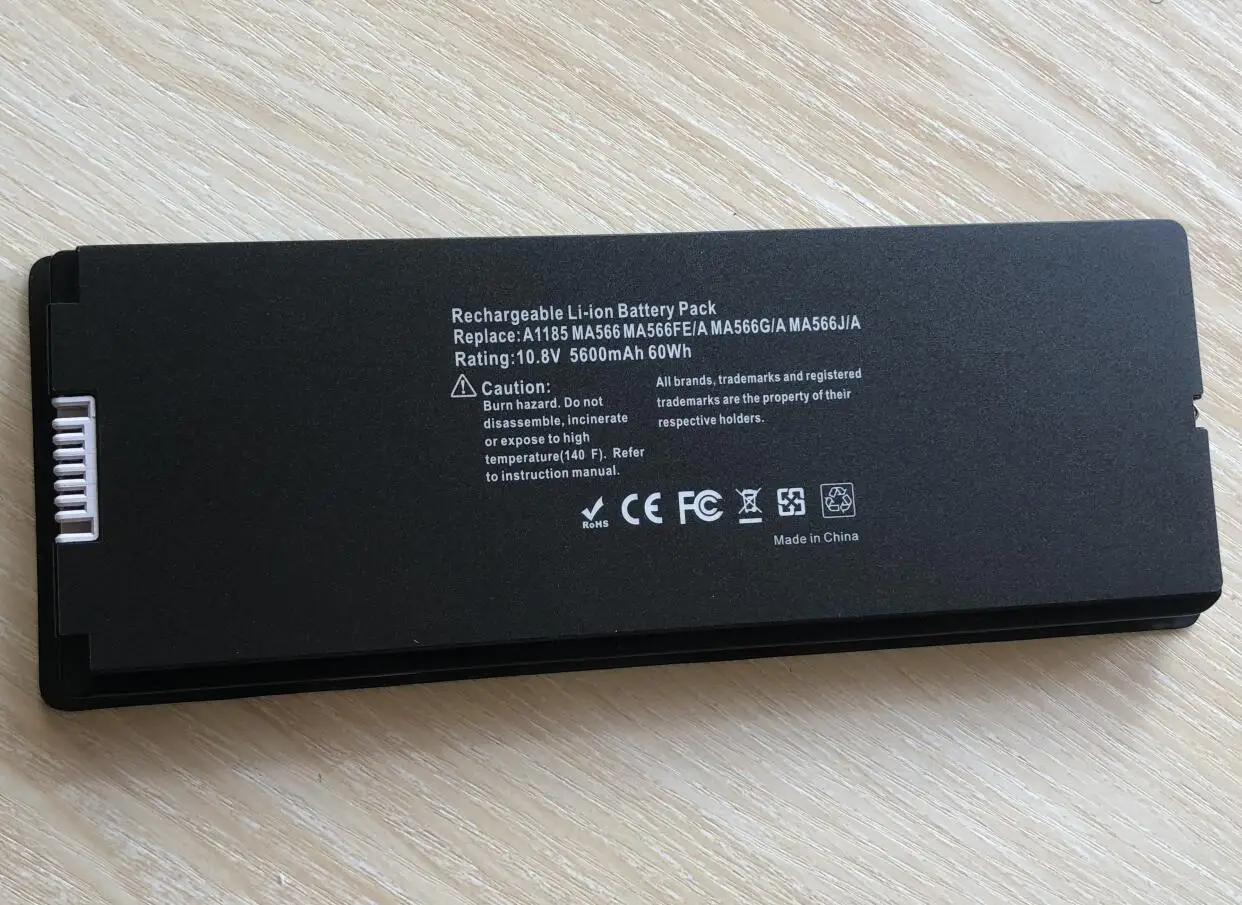 Rechargeable Li-ion Battery Pack
Replace:A1185 MA566 MA566FE/A MA566G/A MA566J/A
Rating:10.8V 5600mAh 60Wh
Caution:
Burn hazard. Do not
disassemble, incinerate
or expose to high
temperature(140 F). Refer
to instruction manual.
All brands, trademarks and registered
trademarks are the property of their
respective holders.
RoHS CE FC
Made in China